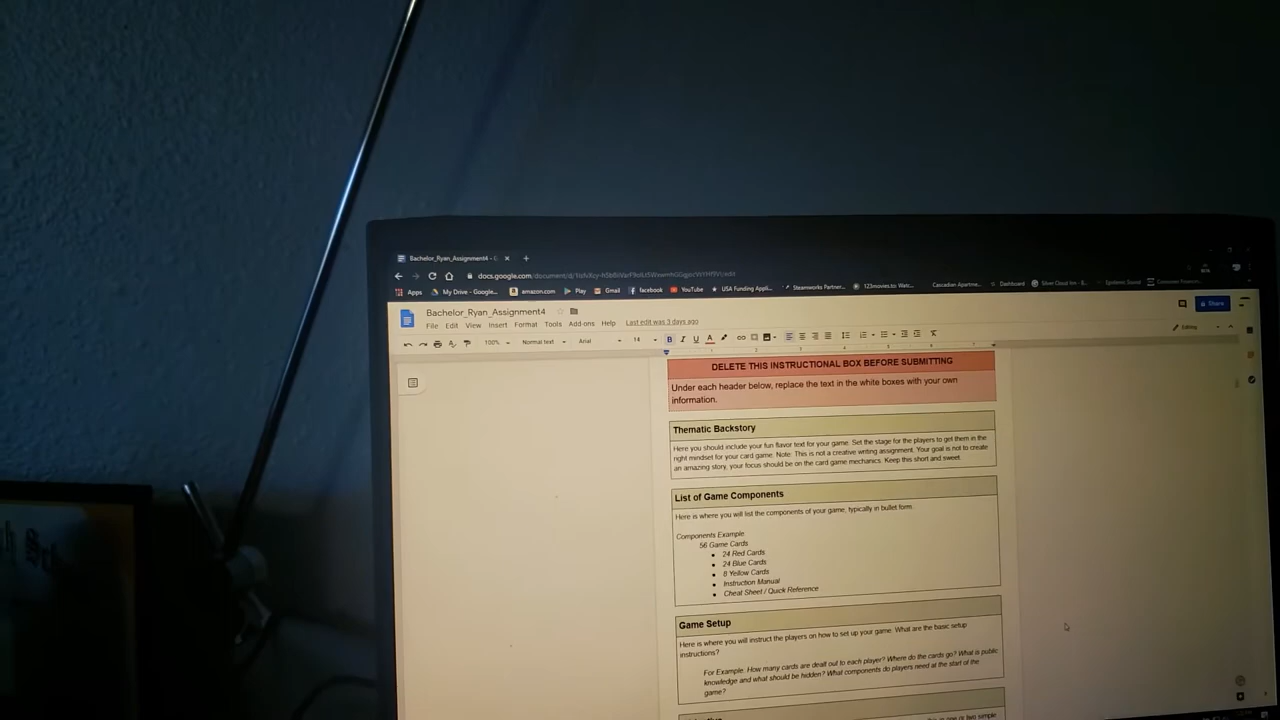 Bachelor_Ryan_Assignment4 - G
docs.google.com/document/d/
Apps My Drive - Google... amazon.com Play Gmail facebook YouTube USA Funding Appli... Steamworks Partner... 123movies.to: Watc... Cascadian Apartme... Dashboard
Bachelor_Ryan_Assignment4
Share
File Edit View Insert Format Tools Add-ons Help Last edit was 3 days ago
100% Normal text Arial 14 B I U A Editing
DELETE THIS INSTRUCTIONAL BOX BEFORE SUBMITTING
Under each header below, replace the text in the white boxes with your own
information.
Thematic Backstory
Here you should include your fun flavor text for your game. Set the stage for the players to get them in the
right mindset for your card game. Note: This is not a creative writing assignment. Your goal is not to create
an amazing story, your focus should be on the card game mechanics. Keep this short and sweet.
List of Game Components
Here is where you will list the components of your game, typically in bullet form.
Components Example
56 Game Cards
24 Red Cards
24 Blue Cards
8 Yellow Cards
Instruction Manual
Cheat Sheet / Quick Reference
Game Setup
Here is where you will instruct the players on how to set up your game. What are the basic setup
instructions?
For Example: How many cards are dealt out to each player? Where do the cards go? What is public
knowledge and what should be hidden? What components do players need at the start of the
game?